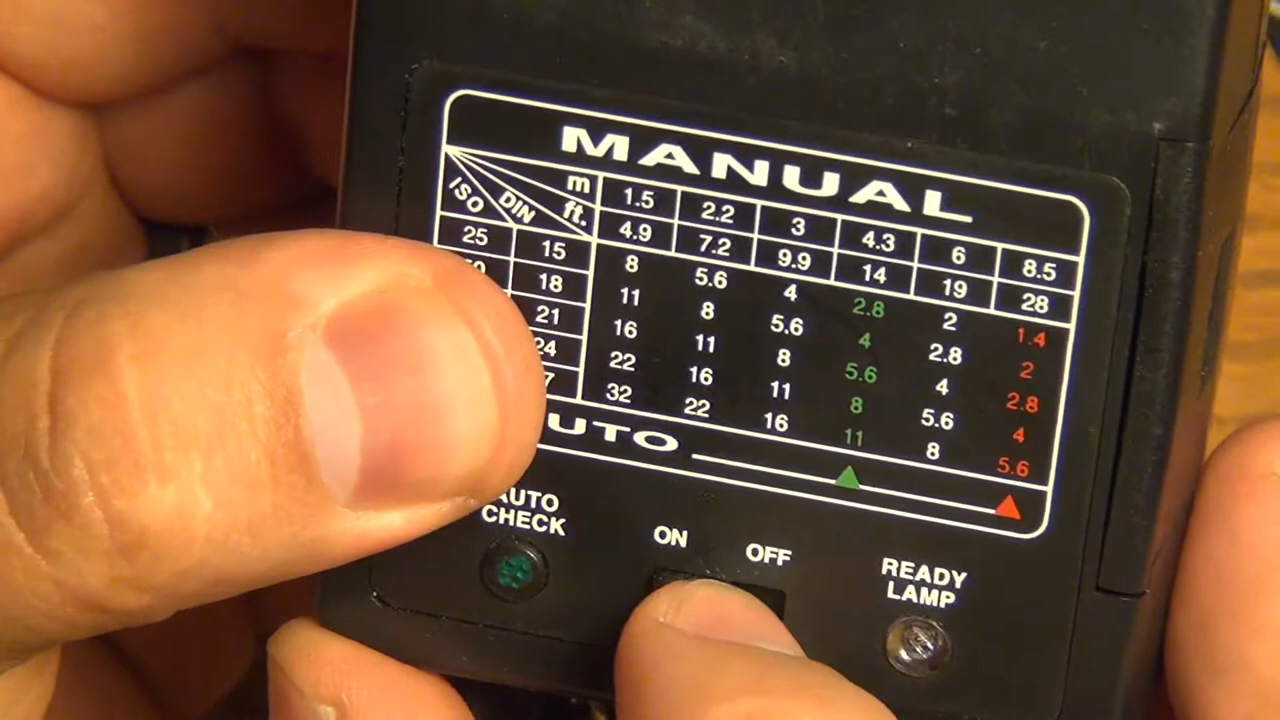 MANUAL
m 1.5 2.2 3 4.3 6 8.5
ISO DIN ft. 4.9 7.2 9.9 14 19 28
25 15 8 5.6 4 2.8 2 1.4
18 11 8 5.6 4 2.8 2
21 16 11 8 5.6 4 2.8
24 22 16 11 8 5.6 4
32 22 16 11 8 5.6
UTO
AUTO
CHECK
ON OFF
READY
LAMP